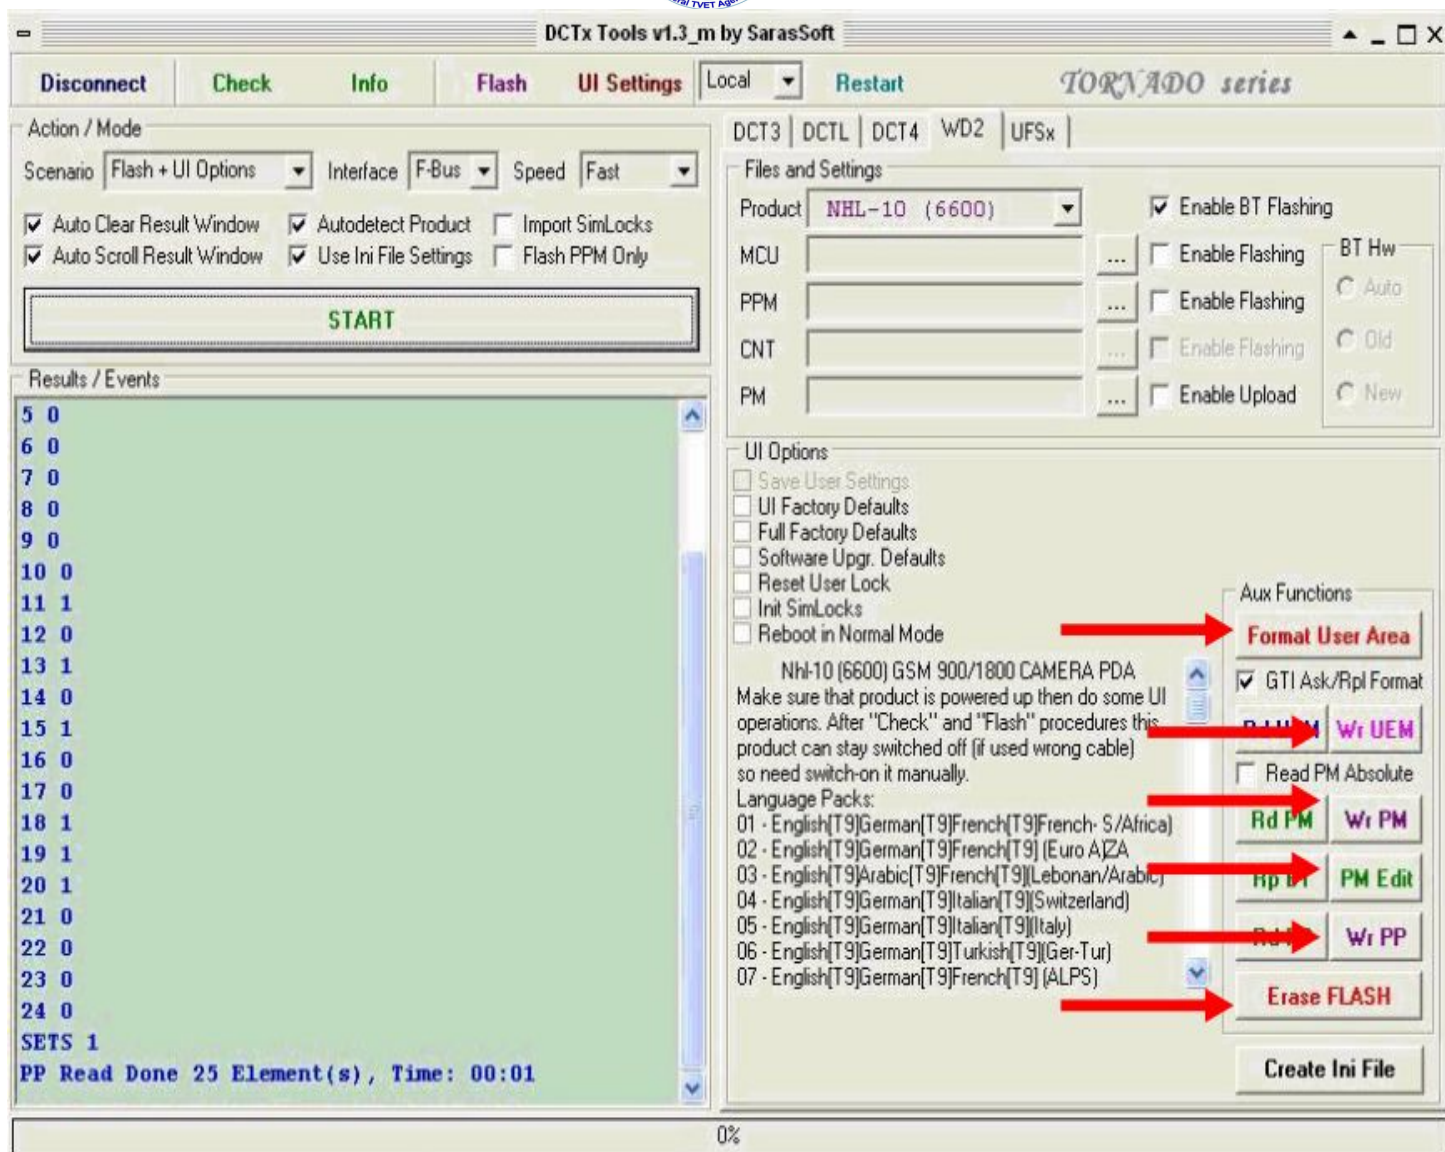 TVET Age
DCTx Tools v1.3_m by SarasSoft
Disconnect Check Info Flash UI Settings Local Restart TORNADO series
Action / Mode
Scenario Flash + UI Options Interface F-Bus Speed Fast
Auto Clear Result Window Autodetect Product Import SimLocks
Auto Scroll Result Window Use Ini File Settings Flash PPM Only
START
Results / Events
5 0
6 0
7 0
8 0
9 0
10 0
11 1
12 0
13 1
14 0
15 1
16 0
17 0
18 1
19 1
20 1
21 0
22 0
23 0
24 0
SETS 1
PP Read Done 25 Element(s), Time: 00:01
DCT3 DCTL DCT4 WD2 UFSx
Files and Settings
Product NHL-10 (6600) Enable BT Flashing
MCU ... Enable Flashing
PPM ... Enable Flashing
CNT ... Enable Flashing
PM ... Enable Upload
BT Hw
Auto
Old
New
UI Options
Save User Settings
UI Factory Defaults
Full Factory Defaults
Software Upgr. Defaults
Reset User Lock
Init SimLocks
Reboot in Normal Mode
Nhl-10 (6600) GSM 900/1800 CAMERA PDA
Make sure that product is powered up then do some UI
operations. After "Check" and "Flash" procedures this
product can stay switched off (if used wrong cable)
so need switch-on it manually.
Language Packs:
01 - English[T9]German[T9]French[T9]French- S/Africa)
02 - English[T9]German[T9]French[T9] (Euro A)ZA
03 - English[T9]Arabic[T9]French[T9](Lebonan/Arabic)
04 - English[T9]German[T9]Italian[T9](Switzerland)
05 - English[T9]German[T9]Italian[T9](Italy)
06 - English[T9]German[T9]Turkish[T9](Ger-Tur)
07 - English[T9]German[T9]French[T9] (ALPS)
Aux Functions
Format User Area
GTI Ask/Rpl Format
Wr UEM
Read PM Absolute
Rd PM Wr PM
PM Edit
Wr PP
Erase FLASH
Create Ini File
0%